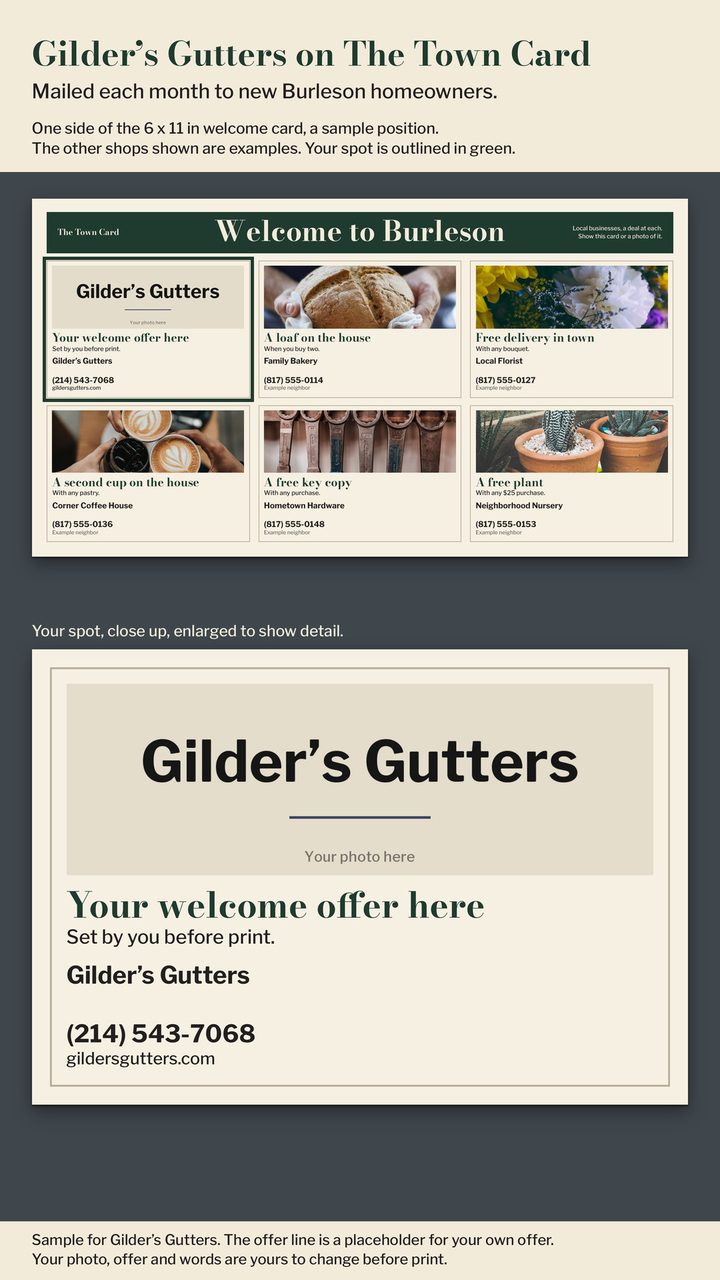 Gilder's Gutters on The Town Card
Mailed each month to new Burleson homeowners.
One side of the 6 x 11 in welcome card, a sample position.
The other shops shown are examples. Your spot is outlined in green.
The Town Card
Welcome to Burleson
Local businesses, a deal at each.
Show this card or a photo of it.
Gilder's Gutters
Your photo here
Your welcome offer here
Set by you before print.
Gilder's Gutters
(214) 543-7068
gildersgutters.com
A loaf on the house
When you buy two.
Family Bakery
(817) 555-0114
Example neighbor
Free delivery in town
With any bouquet.
Local Florist
(817) 555-0127
Example neighbor
A second cup on the house
With any pastry.
Corner Coffee House
(817) 555-0136
Example neighbor
A free key copy
With any purchase.
Hometown Hardware
(817) 555-0148
Example neighbor
A free plant
With any $25 purchase.
Neighborhood Nursery
(817) 555-0153
Example neighbor
Your spot, close up, enlarged to show detail.
Gilder's Gutters
Your photo here
Your welcome offer here
Set by you before print.
Gilder's Gutters
(214) 543-7068
gildersgutters.com
Sample for Gilder's Gutters. The offer line is a placeholder for your own offer.
Your photo, offer and words are yours to change before print.